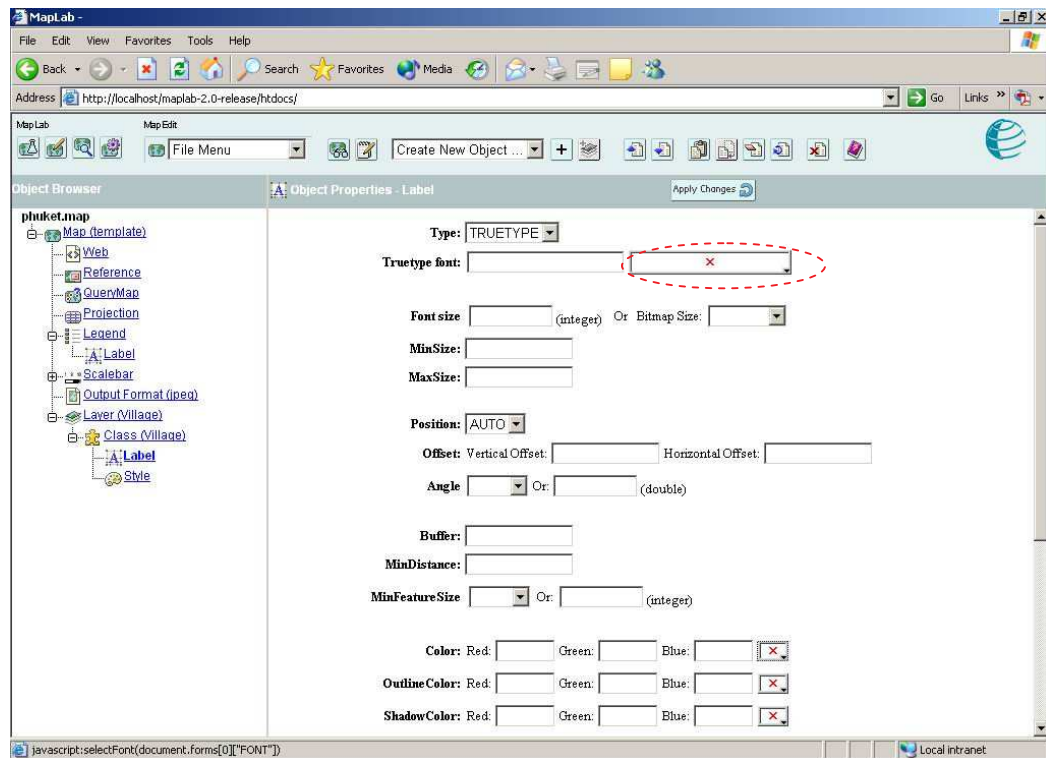 MapLab -
File Edit View Favorites Tools Help
Back Search Favorites Media
Address http://localhost/maplab-2.0-release/htdocs/ Go Links »
MapLab MapEdit
File Menu Create New Object ...
Object Browser Object Properties - Label Apply Changes
phuket.map
Map (template)
Web
Reference
QueryMap
Projection
Legend
Label
Scalebar
Output Format (jpeg)
Layer (Village)
Class (Village)
Label
Style
Type: TRUETYPE
Truetype font:
Font size (integer) Or Bitmap Size:
MinSize:
MaxSize:
Position: AUTO
Offset: Vertical Offset: Horizontal Offset:
Angle Or: (double)
Buffer:
MinDistance:
MinFeatureSize Or: (integer)
Color: Red: Green: Blue:
OutlineColor: Red: Green: Blue:
ShadowColor: Red: Green: Blue:
javascript:selectFont(document.forms[0]["FONT"]) Local intranet